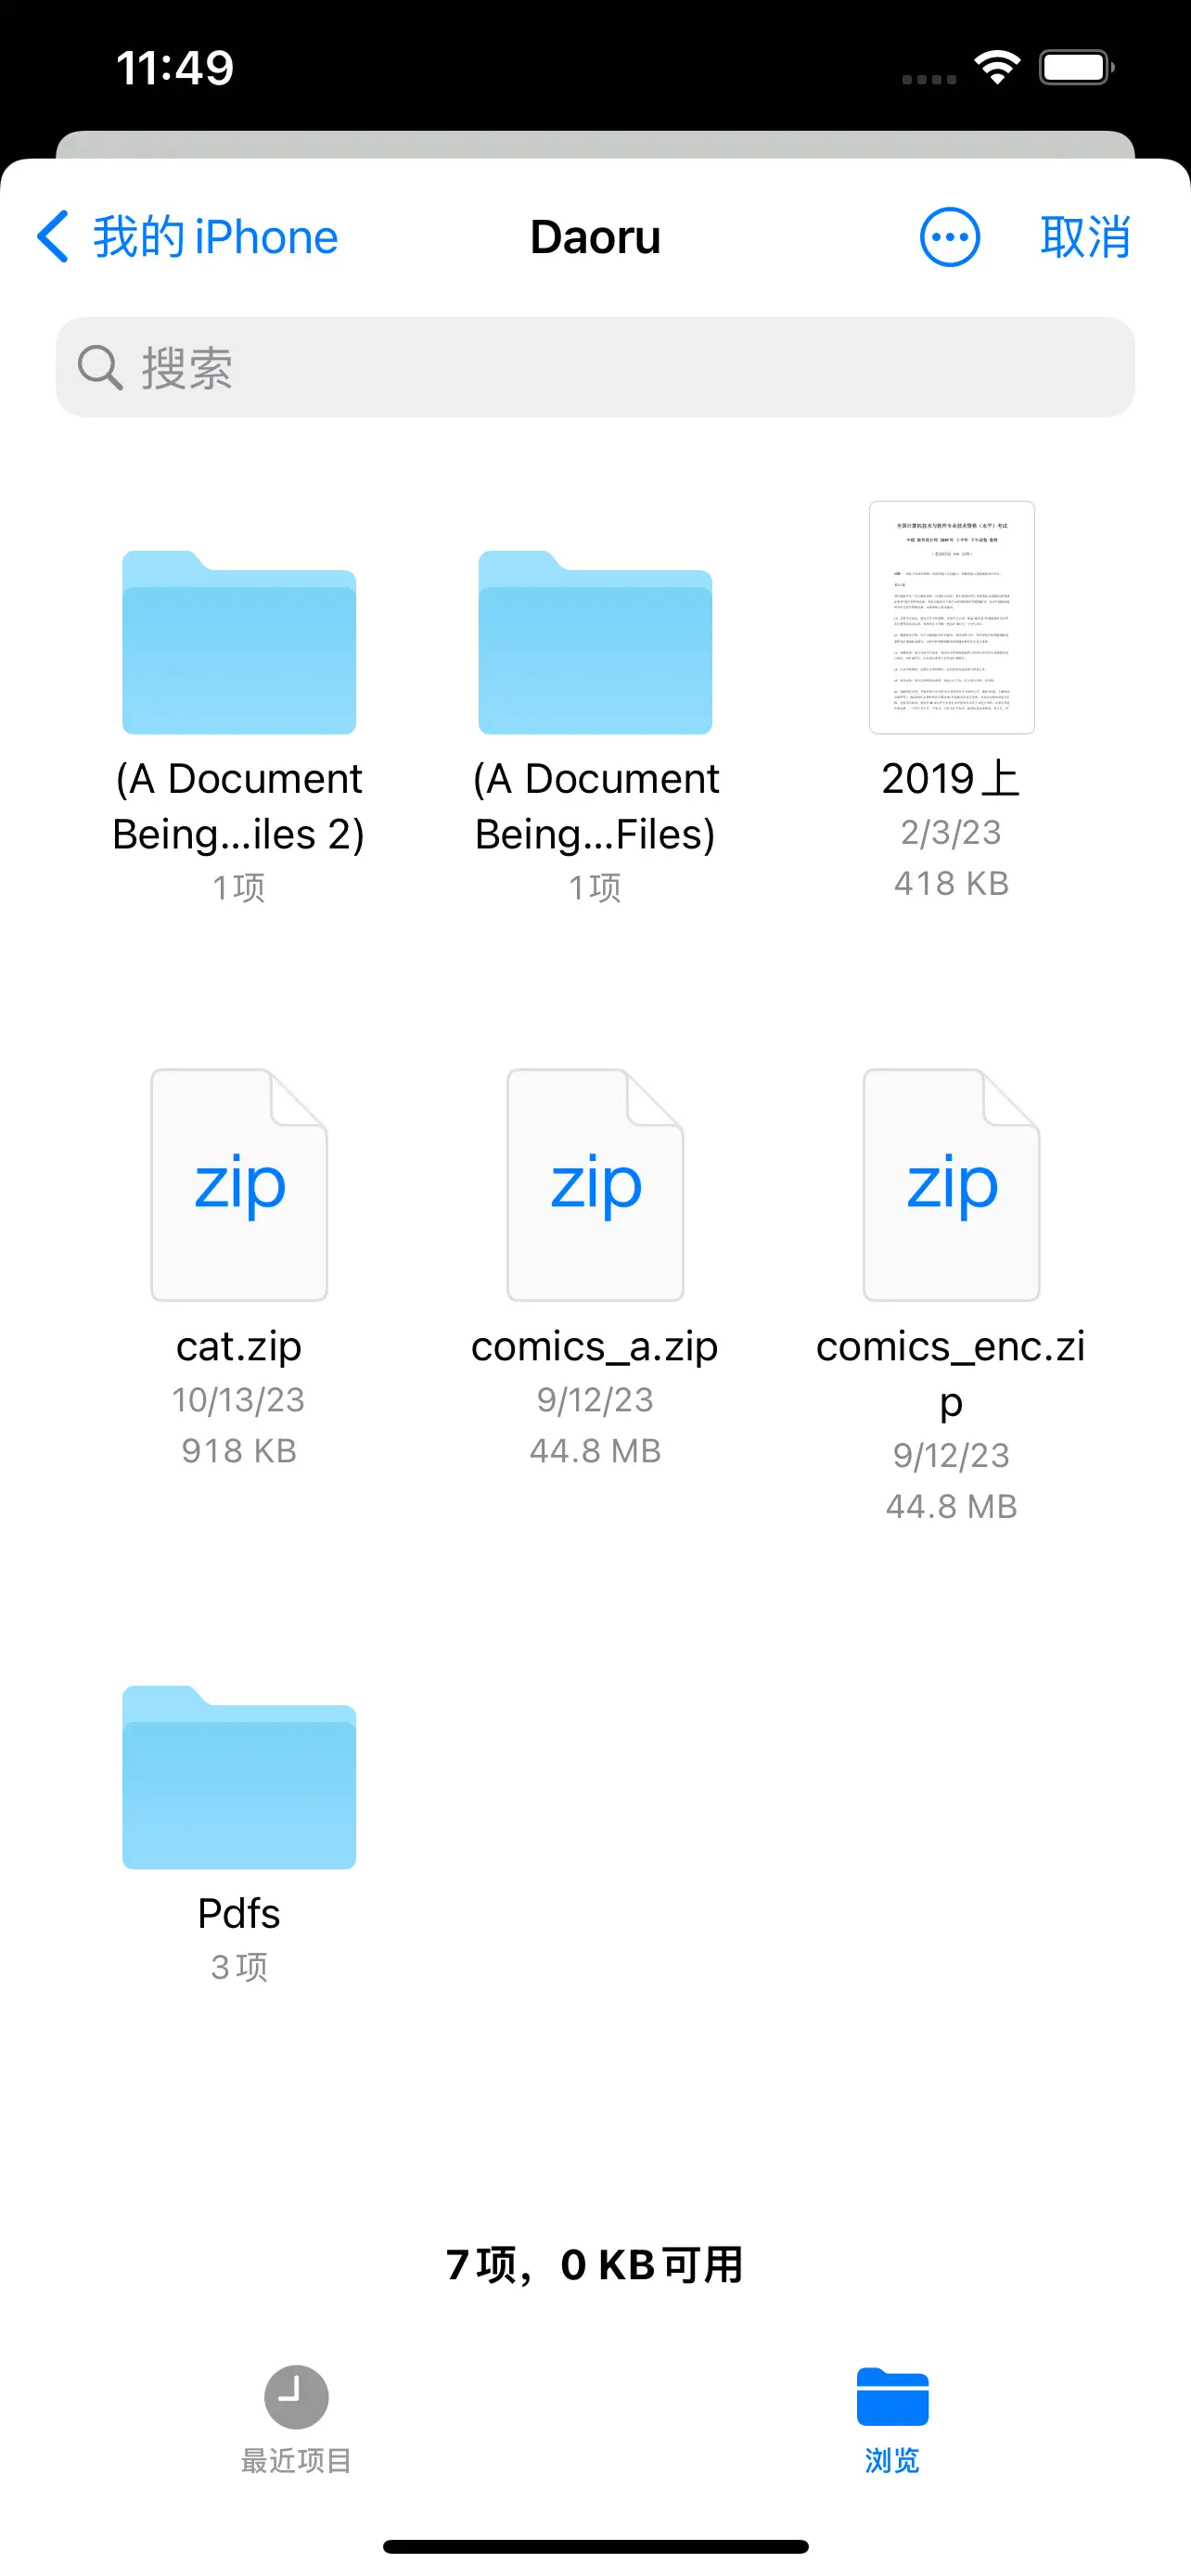 11:49
我的 iPhone
Daoru
取消
搜索
(A Document
Being...iles 2)
1项
(A Document
Being...Files)
1项
2019上
2/3/23
418 KB
zip
cat.zip
10/13/23
918 KB
zip
comics_a.zip
9/12/23
44.8 MB
zip
comics_enc.zi
p
9/12/23
44.8 MB
Pdfs
3项
7项，0 KB可用
最近项目
浏览